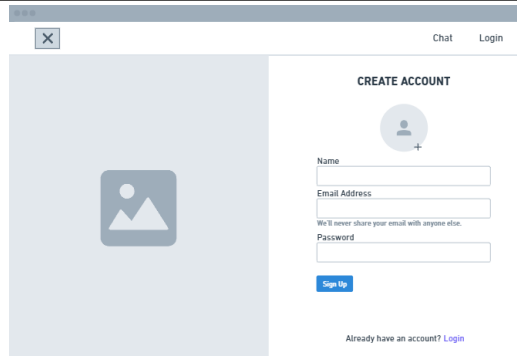 Chat Login
CREATE ACCOUNT
Name
Email Address
We'll never share your email with anyone else.
Password
Sign Up
Already have an account? Login